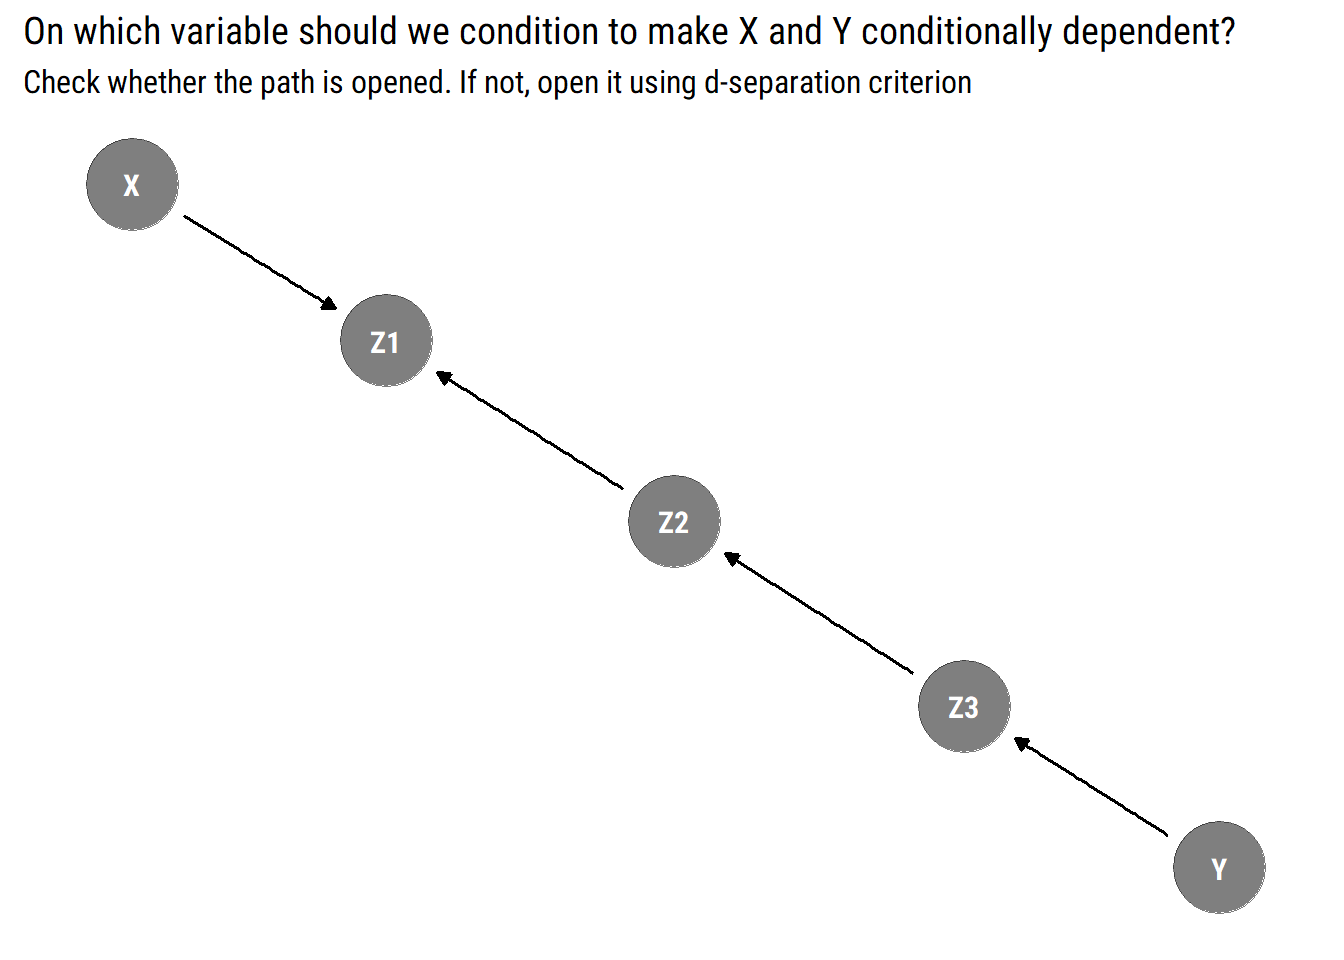 On which variable should we condition to make X and Y conditionally dependent?
Check whether the path is opened. If not, open it using d-separation criterion
X
Z1
Z2
Z3
Y